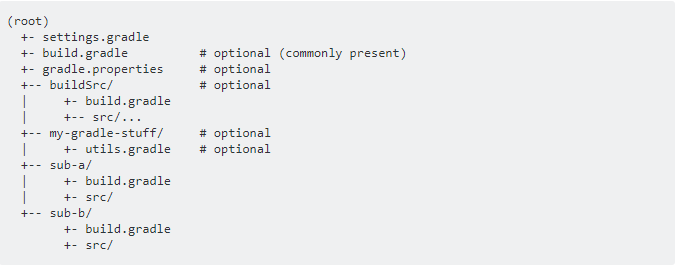 (root)
  +- settings.gradle
  +- build.gradle          # optional (commonly present)
  +- gradle.properties     # optional
  +-- buildSrc/            # optional
  |     +- build.gradle
  |     +-- src/...
  +-- my-gradle-stuff/     # optional
  |     +- utils.gradle    # optional
  +-- sub-a/
  |     +- build.gradle
  |     +- src/
  +-- sub-b/
        +- build.gradle
        +- src/